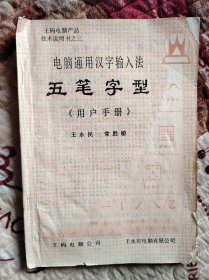 王码电脑产品
技术说明书之三
电脑通用汉字输入法
五笔字型
《用户手册》
王永民 常胜敏
王码电脑公司 王永民电脑有限公司